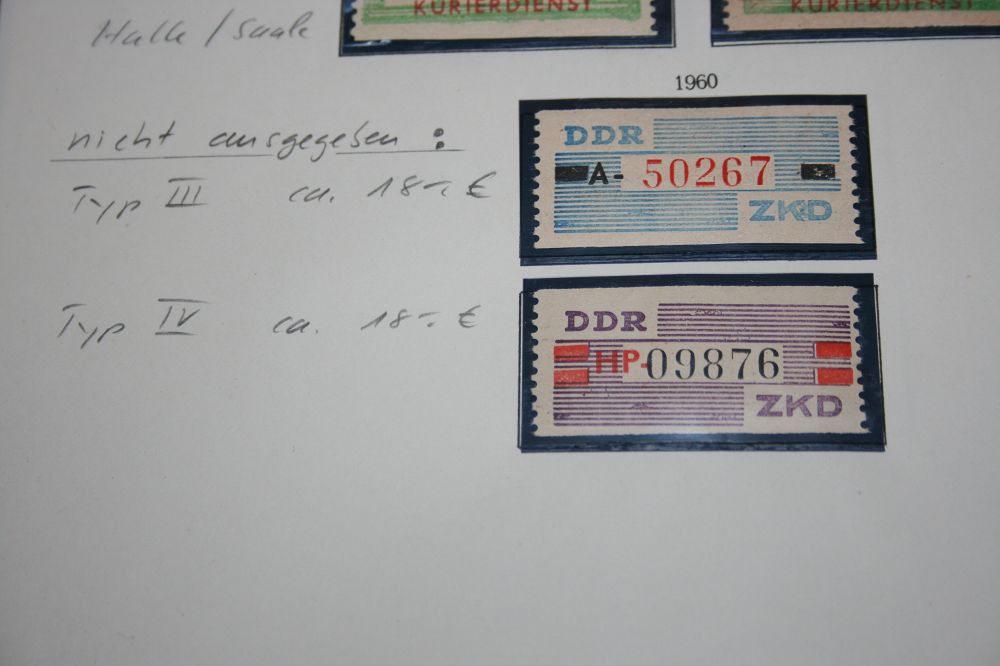 KURIERDIENST KURIERDIENST
Halle / Saale
1960
nicht ausgegeben :
DDR
A- 50267
ZKD
Typ III ca. 18,- €
DDR
HP- 09876
ZKD
Typ IV ca. 18,- €